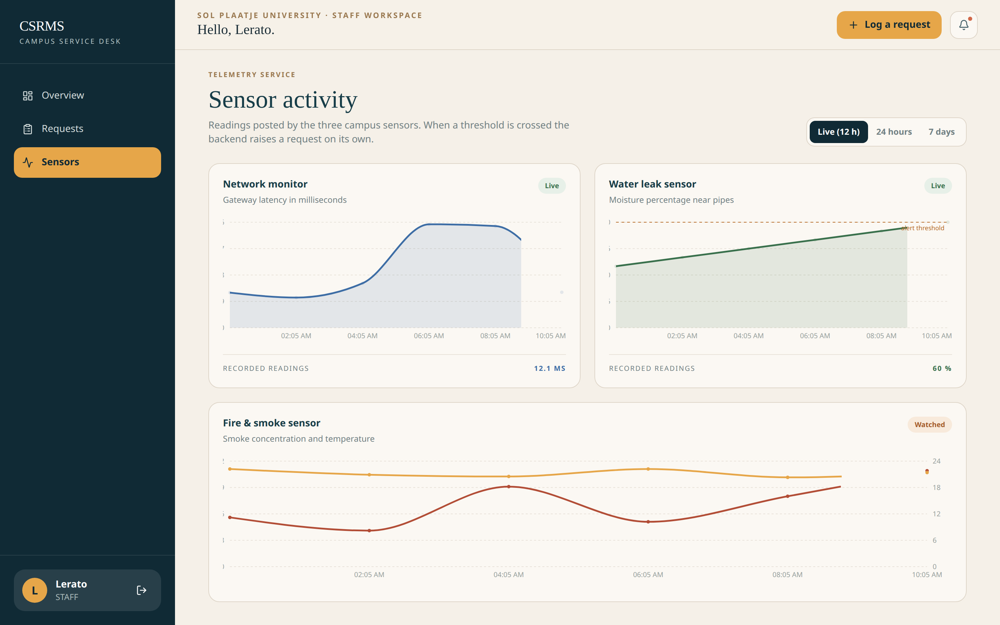 CSRMS
CAMPUS SERVICE DESK
Overview
Requests
Sensors
L
Lerato
STAFF
SOL PLAATJE UNIVERSITY · STAFF WORKSPACE
Hello, Lerato.
Log a request
TELEMETRY SERVICE
Sensor activity
Readings posted by the three campus sensors. When a threshold is crossed the
backend raises a request on its own.
Live (12 h)
24 hours
7 days
Network monitor
Live
Gateway latency in milliseconds
02:05 AM
04:05 AM
06:05 AM
08:05 AM
10:05 AM
RECORDED READINGS
12.1 MS
Water leak sensor
Live
Moisture percentage near pipes
alert threshold
02:05 AM
04:05 AM
06:05 AM
08:05 AM
10:05 AM
RECORDED READINGS
60 %
Fire & smoke sensor
Watched
Smoke concentration and temperature
24
18
12
6
0
02:05 AM
04:05 AM
06:05 AM
08:05 AM
10:05 AM